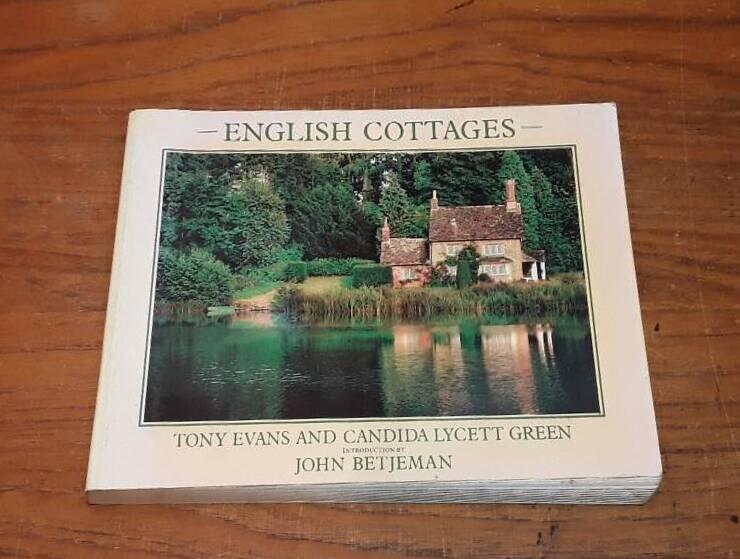 ENGLISH COTTAGES
TONY EVANS AND CANDIDA LYCETT GREEN
INTRODUCTION BY
JOHN BETJEMAN